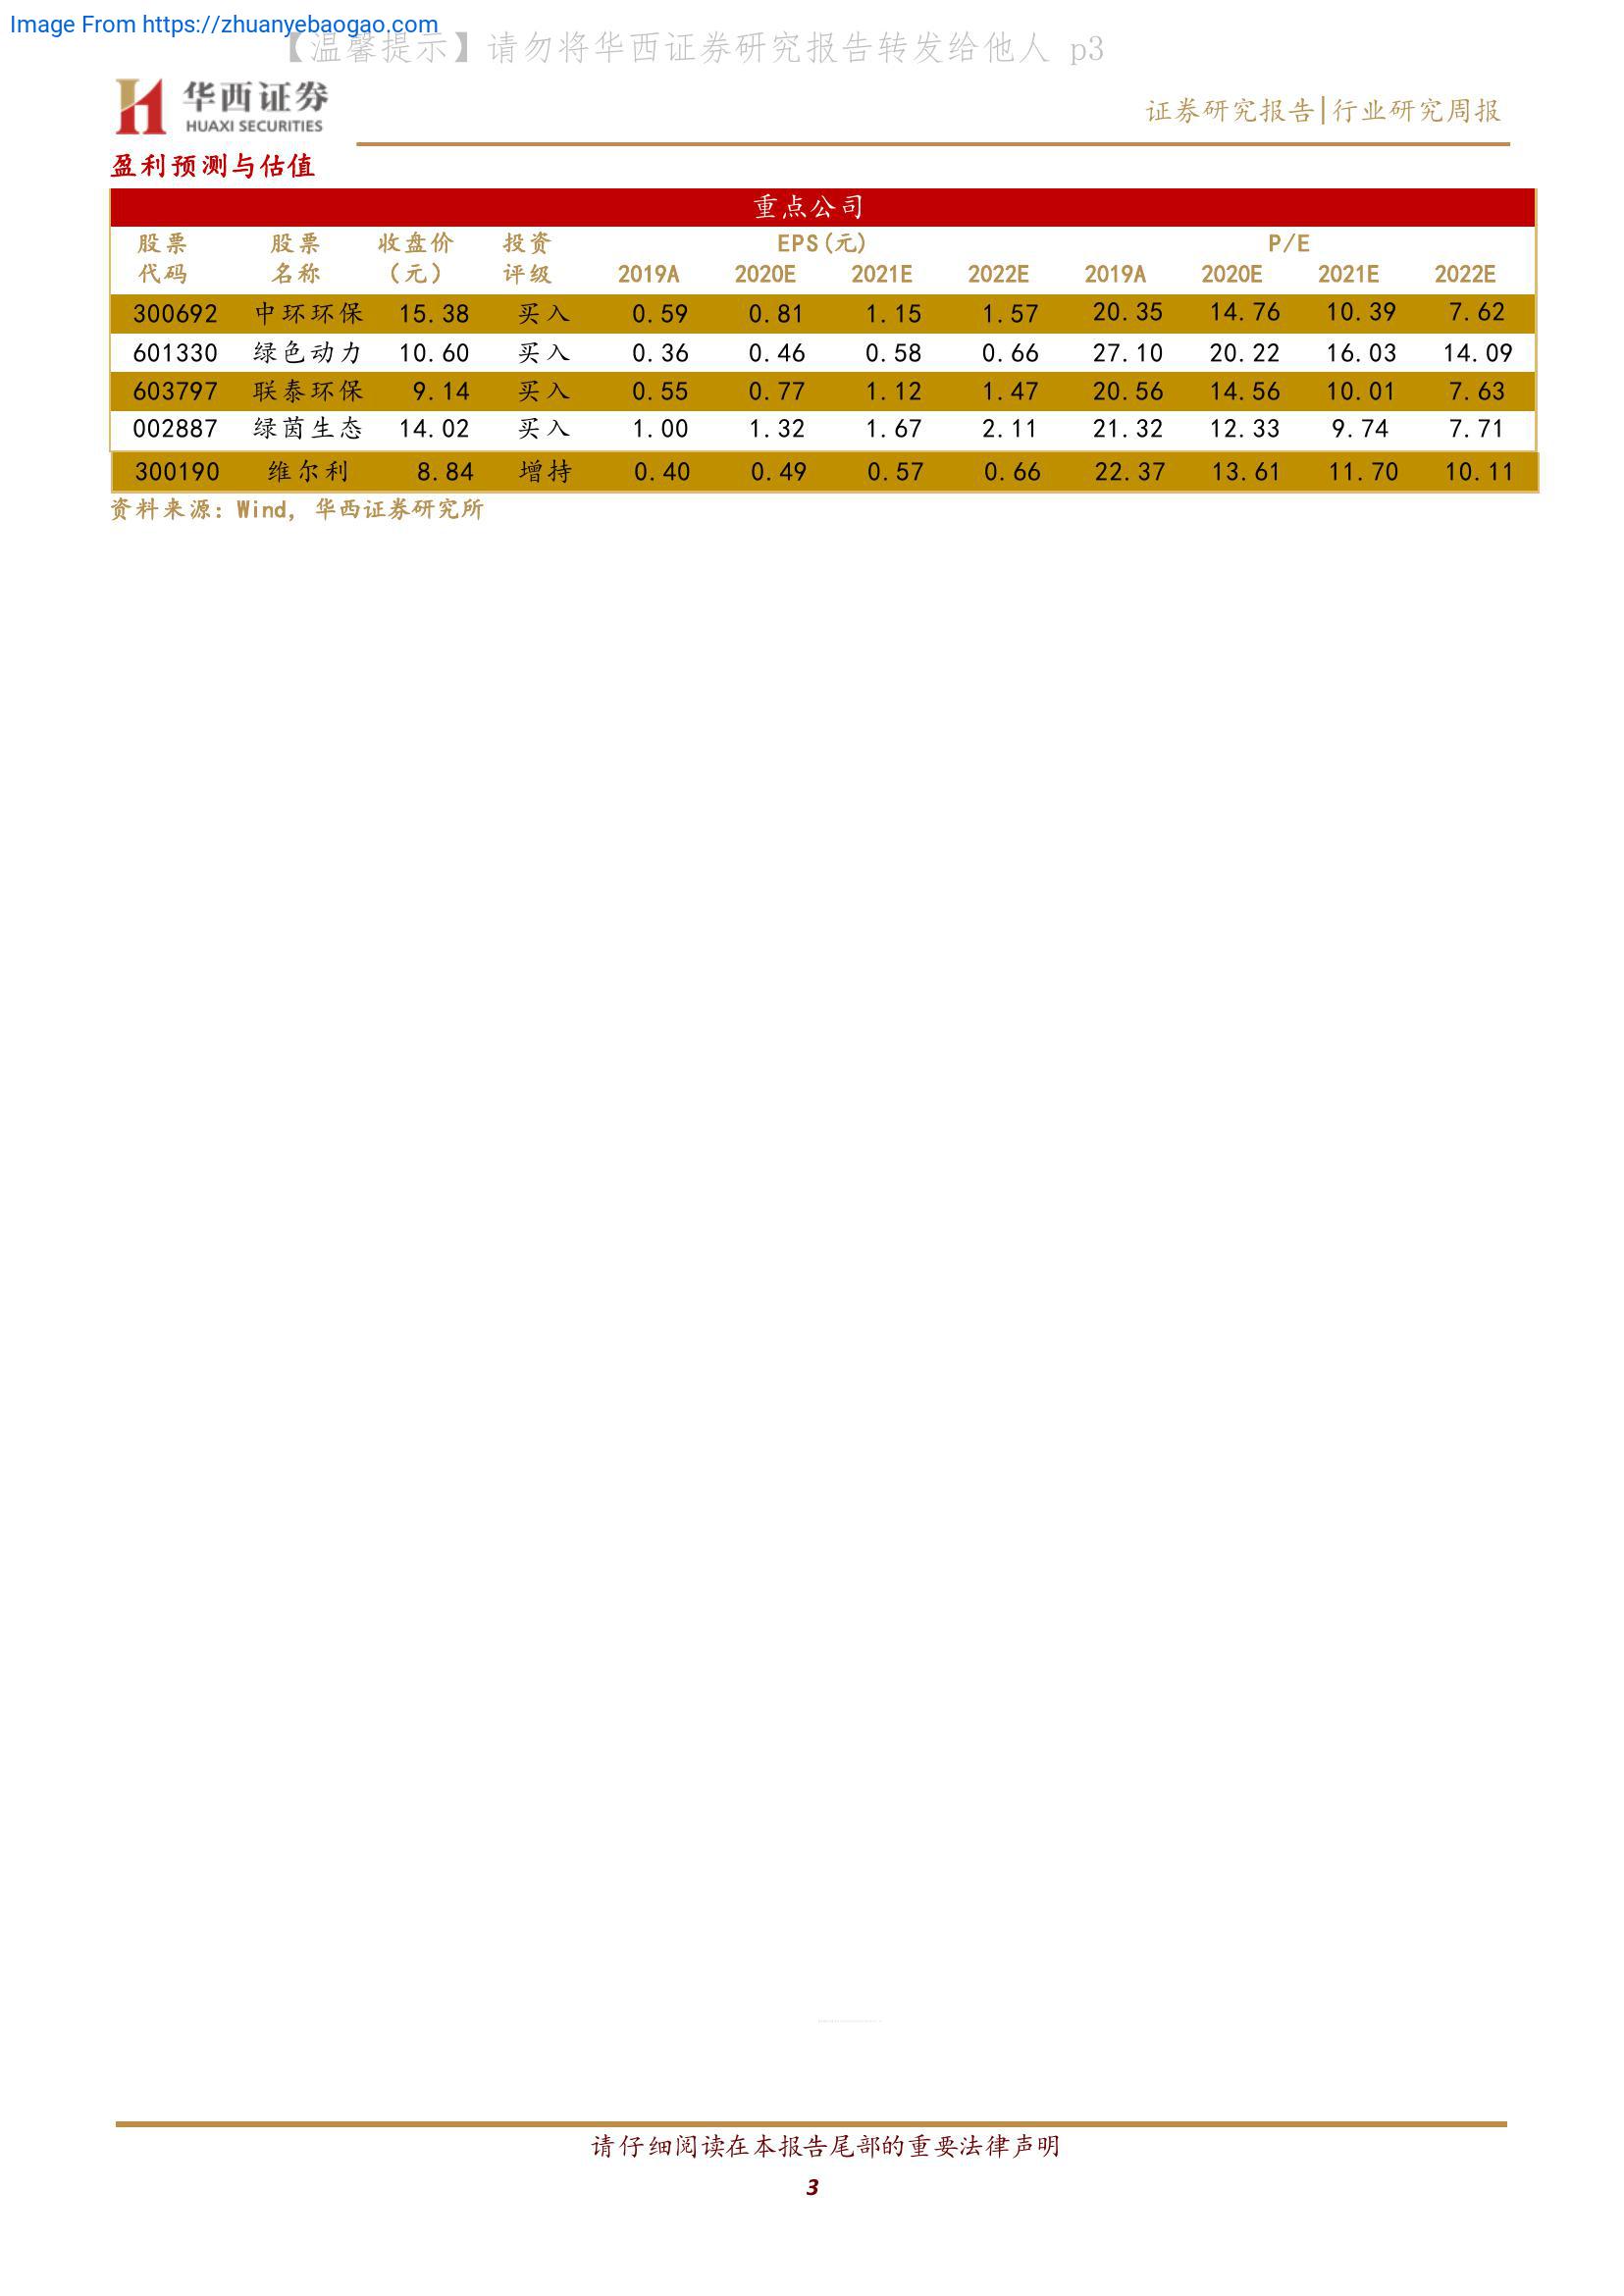 Image From https://zhuanyebaogao.com
【温馨提示】请勿将华西证券研究报告转发给他人 p3
华西证券
HUAXI SECURITIES
证券研究报告|行业研究周报
盈利预测与估值
重点公司
股票 股票 收盘价 投资 EPS(元) P/E
代码 名称 (元) 评级 2019A 2020E 2021E 2022E 2019A 2020E 2021E 2022E
300692 中环环保 15.38 买入 0.59 0.81 1.15 1.57 20.35 14.76 10.39 7.62
601330 绿色动力 10.60 买入 0.36 0.46 0.58 0.66 27.10 20.22 16.03 14.09
603797 联泰环保 9.14 买入 0.55 0.77 1.12 1.47 20.56 14.56 10.01 7.63
002887 绿茵生态 14.02 买入 1.00 1.32 1.67 2.11 21.32 12.33 9.74 7.71
300190 维尔利 8.84 增持 0.40 0.49 0.57 0.66 22.37 13.61 11.70 10.11
资料来源：Wind，华西证券研究所
请仔细阅读在本报告尾部的重要法律声明
3